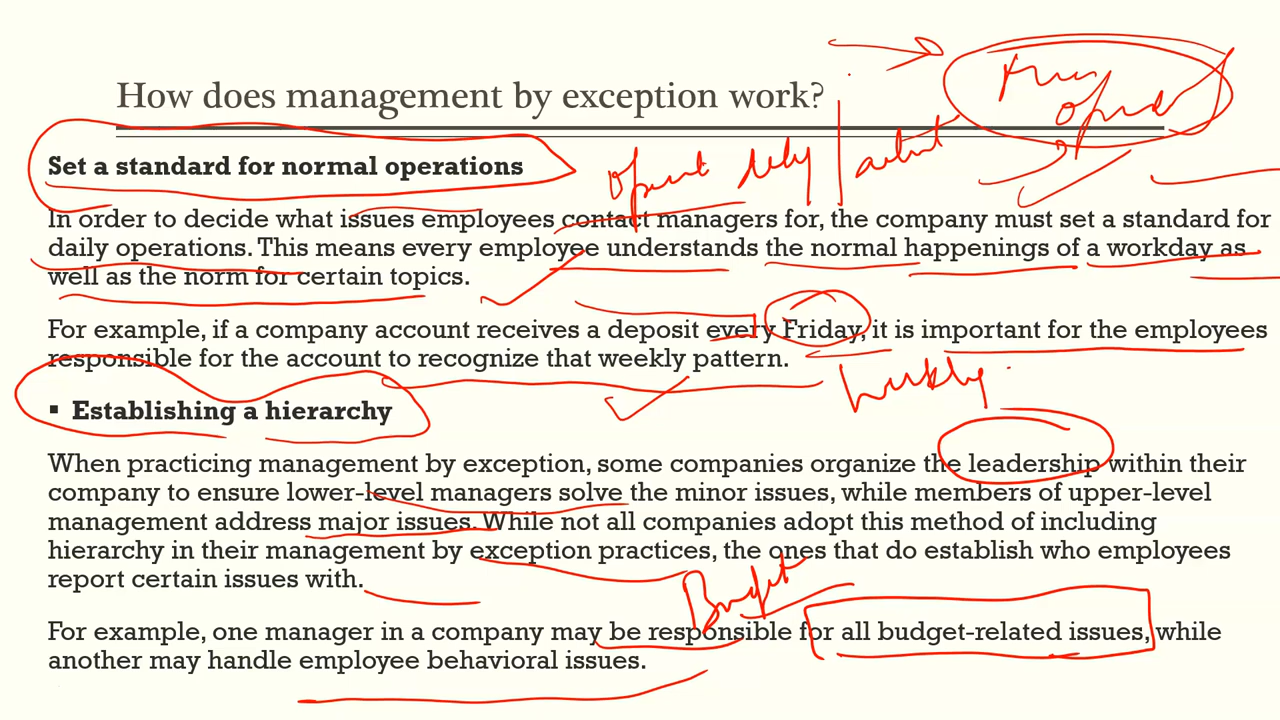 How does management by exception work?
Set a standard for normal operations
In order to decide what issues employees contact managers for, the company must set a standard for
daily operations. This means every employee understands the normal happenings of a workday as
well as the norm for certain topics.
For example, if a company account receives a deposit every Friday, it is important for the employees
responsible for the account to recognize that weekly pattern.
weekly
▪ Establishing a hierarchy
When practicing management by exception, some companies organize the leadership within their
company to ensure lower-level managers solve the minor issues, while members of upper-level
management address major issues. While not all companies adopt this method of including
hierarchy in their management by exception practices, the ones that do establish who employees
report certain issues with.
Budget
For example, one manager in a company may be responsible for all budget-related issues, while
another may handle employee behavioral issues.